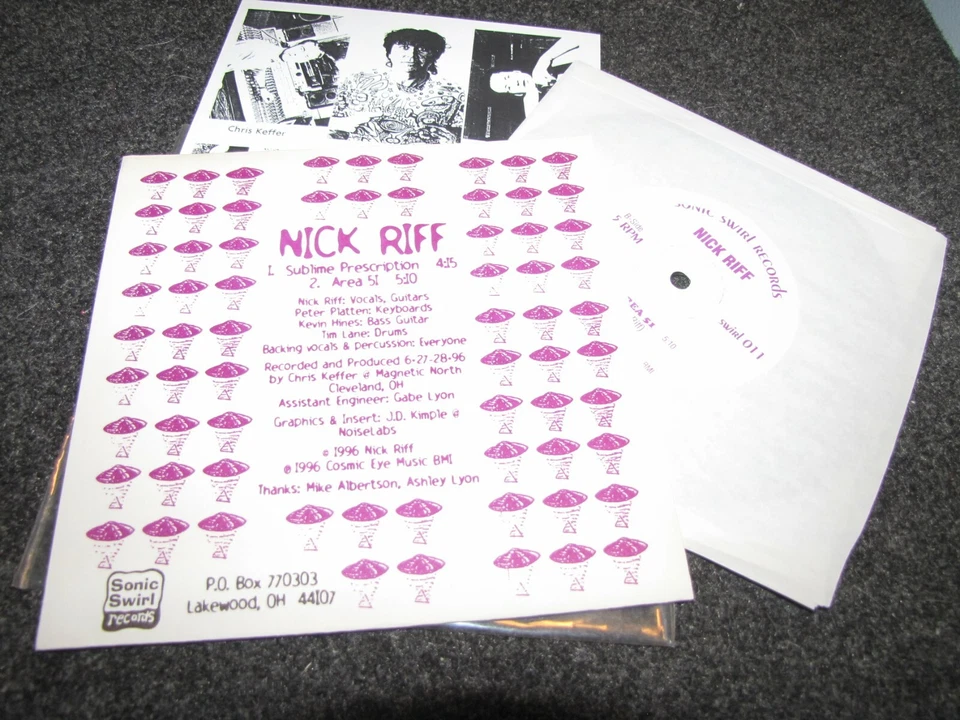 Chris Keffer
NICK RIFF
1. Sublime Prescription 4:15
2. Area 51 5:10
Nick Riff: Vocals, Guitars
Peter Platten: Keyboards
Kevin Hines: Bass Guitar
Tim Lane: Drums
Backing vocals & percussion: Everyone
Recorded and Produced 6-27-28-96
by Chris Keffer @ Magnetic North
Cleveland, OH
Assistant Engineer: Gabe Lyon
Graphics & Insert: J.D. Kimple @
NoiseLabs
© 1996 Nick Riff
@ 1996 Cosmic Eye Music BMI
Thanks: Mike Albertson, Ashley Lyon
Sonic
Swirl
records
P.O. Box 770303
Lakewood, OH 44107
SONIC SWIRL RECORDS
NICK RIFF
B Side
5 RPM
swirl 011
REA 51
5:10